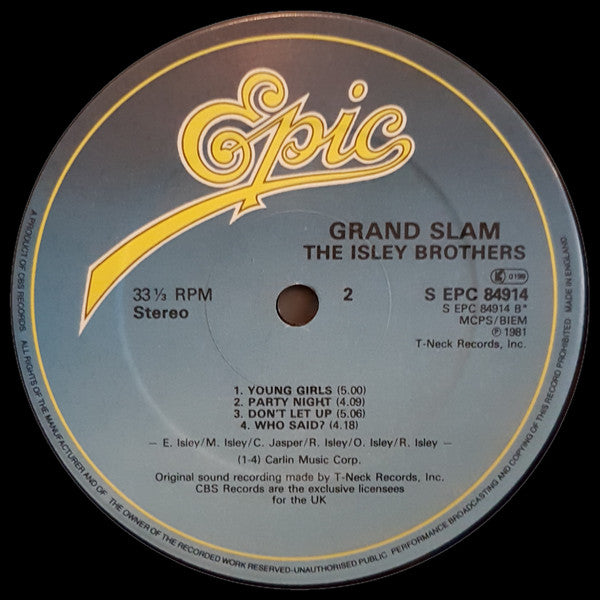 Epic
GRAND SLAM
THE ISLEY BROTHERS
G 0199
33⅓ RPM
Stereo
2
S EPC 84914
S EPC 84914 B*
MCPS/BIEM
Ⓟ 1981
T-Neck Records, Inc.
1. YOUNG GIRLS (5.00)
2. PARTY NIGHT (4.09)
3. DON'T LET UP (5.06)
4. WHO SAID? (4.18)
– E. Isley/M. Isley/C. Jasper/R. Isley/O. Isley/R. Isley –
(1-4) Carlin Music Corp.
Original sound recording made by T-Neck Records, Inc.
CBS Records are the exclusive licensees
for the UK
A PRODUCT OF CBS RECORDS. ALL RIGHTS OF THE MANUFACTURER AND OF THE OWNER OF THE RECORDED WORK RESERVED–UNAUTHORISED PUBLIC PERFORMANCE BROADCASTING AND COPYING OF THIS RECORD PROHIBITED MADE IN ENGLAND.